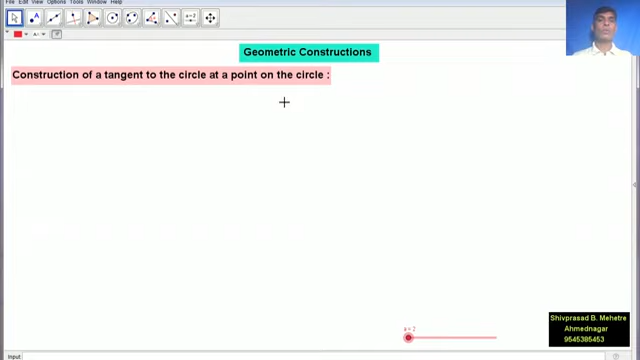 File Edit View Options Tools Window Help
Geometric Constructions
Construction of a tangent to the circle at a point on the circle :
a = 2
Shivprasad B. Mehetre
Ahmednagar
9545385453
Input: